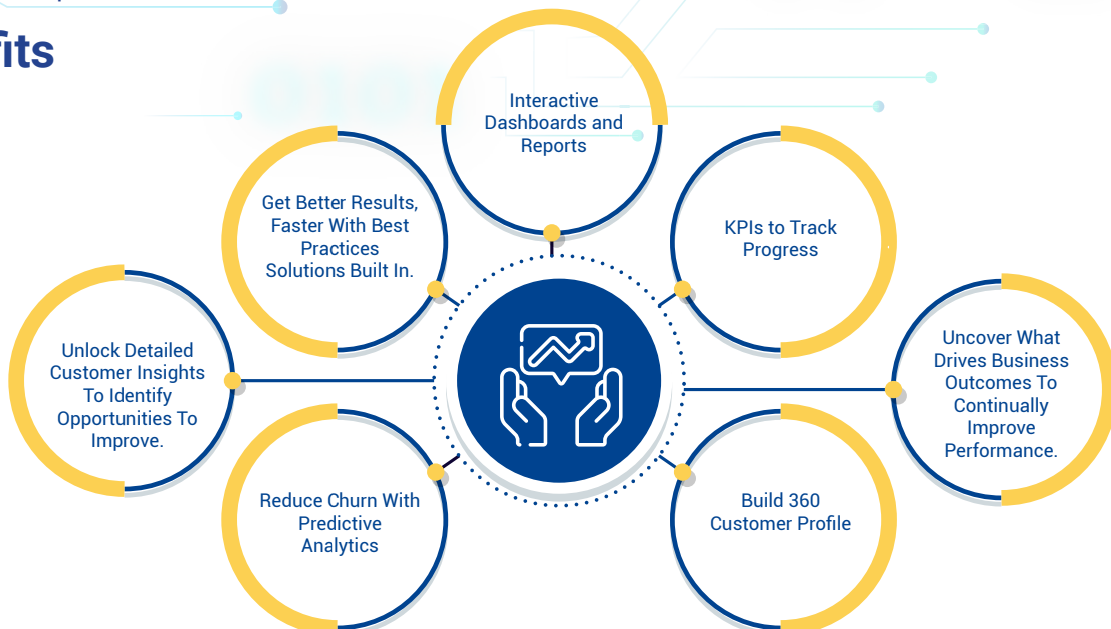 fits
Interactive
Dashboards and
Reports
Get Better Results,
Faster With Best
Practices
Solutions Built In.
KPIs to Track
Progress
Unlock Detailed
Customer Insights
To Identify
Opportunities To
Improve.
Uncover What
Drives Business
Outcomes To
Continually
Improve
Performance.
Reduce Churn With
Predictive
Analytics
Build 360
Customer Profile